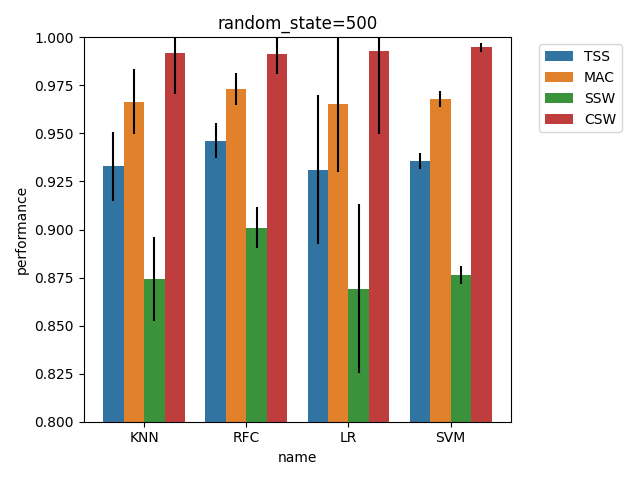 random_state=500
performance
1.000
0.975
0.950
0.925
0.900
0.875
0.850
0.825
0.800
KNN RFC LR SVM
name
TSS
MAC
SSW
CSW